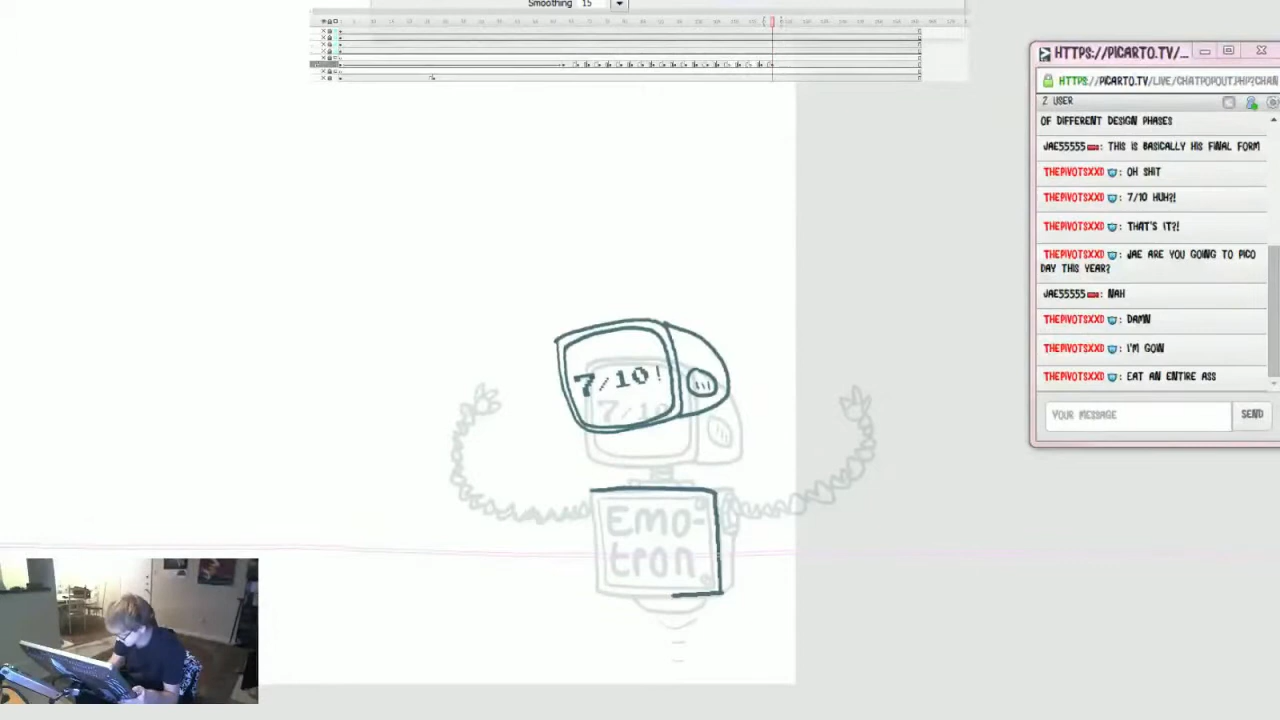 Smoothing 15
HTTPS://PICARTO.TV/...
HTTPS://PICARTO.TV/LIVE/CHATPOPOUT.PHP?CHAN
2 USER
OF DIFFERENT DESIGN PHASES
JAE55555: THIS IS BASICALLY HIS FINAL FORM
THEPIVOTSXXD: OH SHIT
THEPIVOTSXXD: 7/10 HUH?!
THEPIVOTSXXD: THAT'S IT?!
THEPIVOTSXXD: JAE ARE YOU GOING TO PICO
DAY THIS YEAR?
JAE55555: NAH
THEPIVOTSXXD: DAMN
THEPIVOTSXXD: I'M GOIN
THEPIVOTSXXD: EAT AN ENTIRE ASS
YOUR MESSAGE
SEND
7/10!
7/10
Emo-
tron